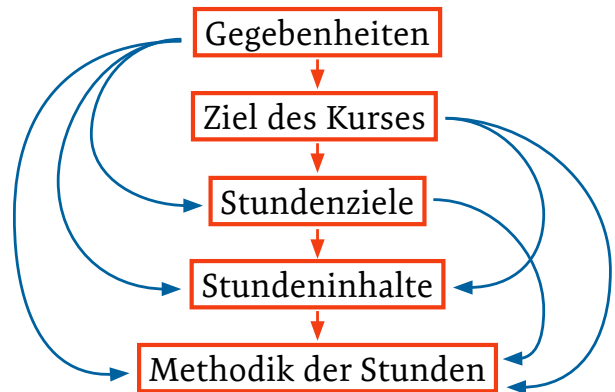 Gegebenheiten
Ziel des Kurses
Stundenziele
Stundeninhalte
Methodik der Stunden